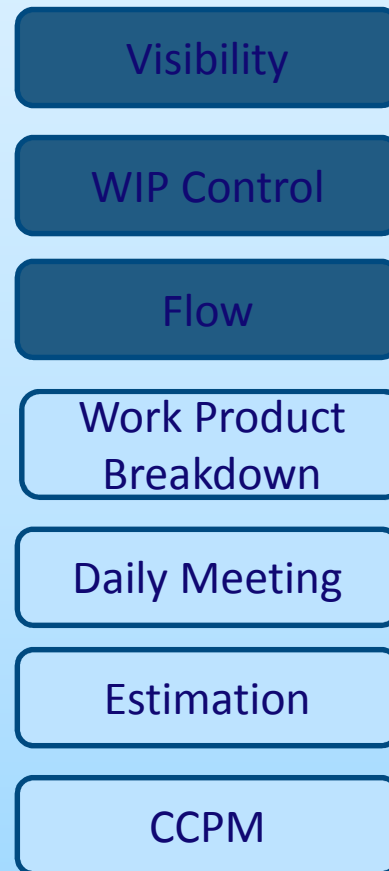 Visibility
WIP Control
Flow
Work Product
Breakdown
Daily Meeting
Estimation
CCPM